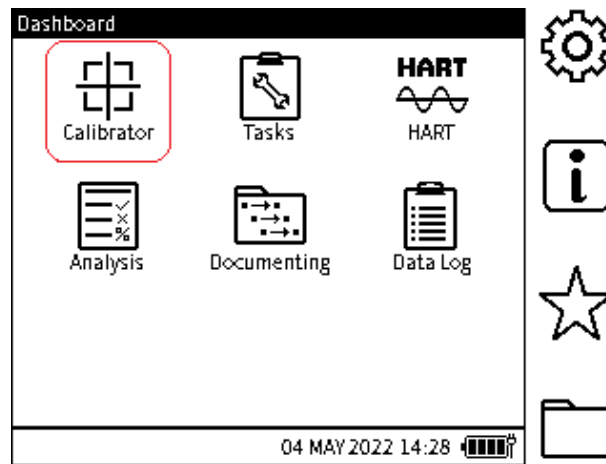 Dashboard
HART
Calibrator Tasks HART
Analysis Documenting Data Log
04 MAY 2022 14:28